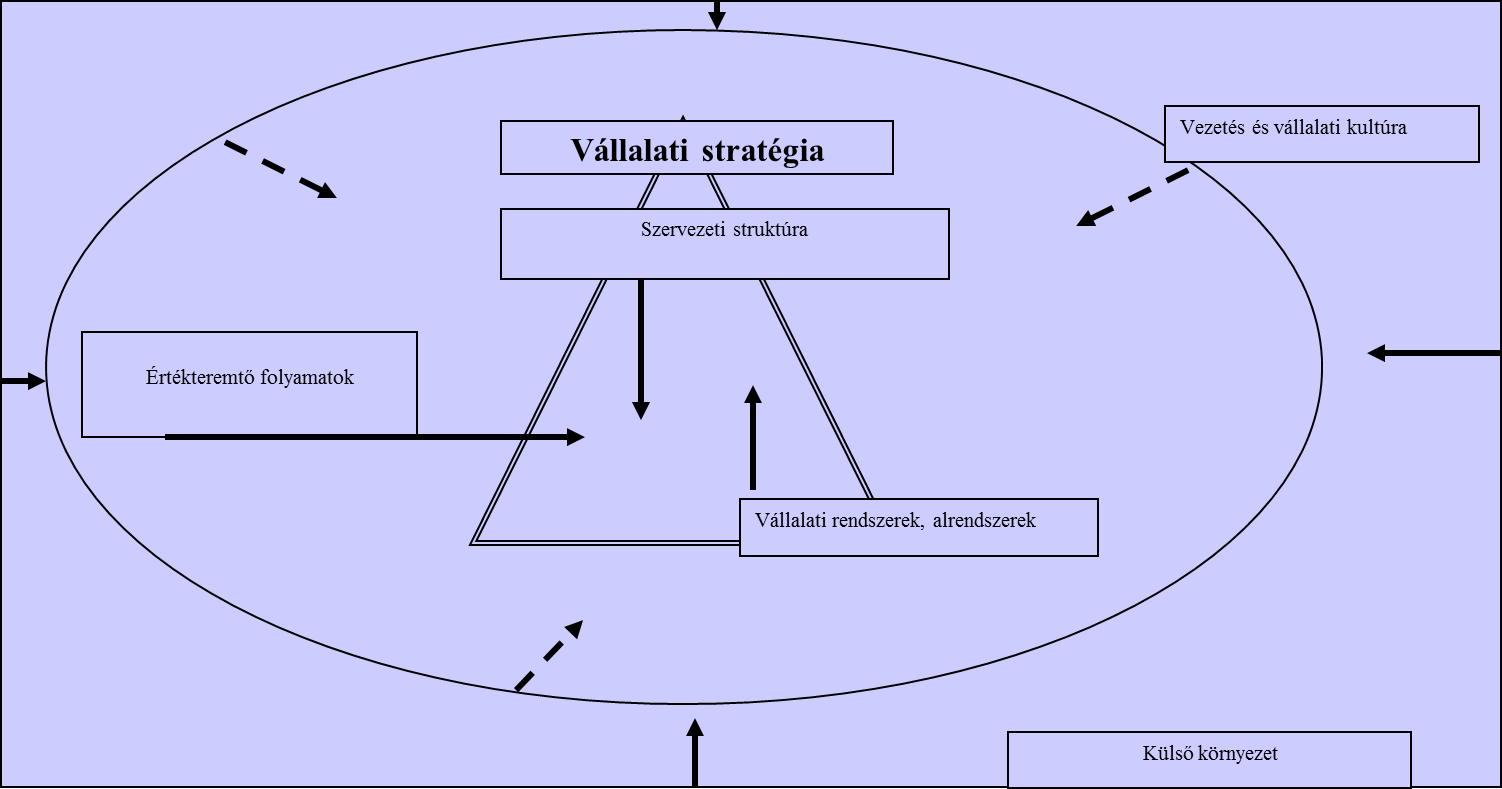 Vezetés és vállalati kultúra
Vállalati stratégia
Szervezeti struktúra
Értékteremtő folyamatok
Vállalati rendszerek, alrendszerek
Külső környezet